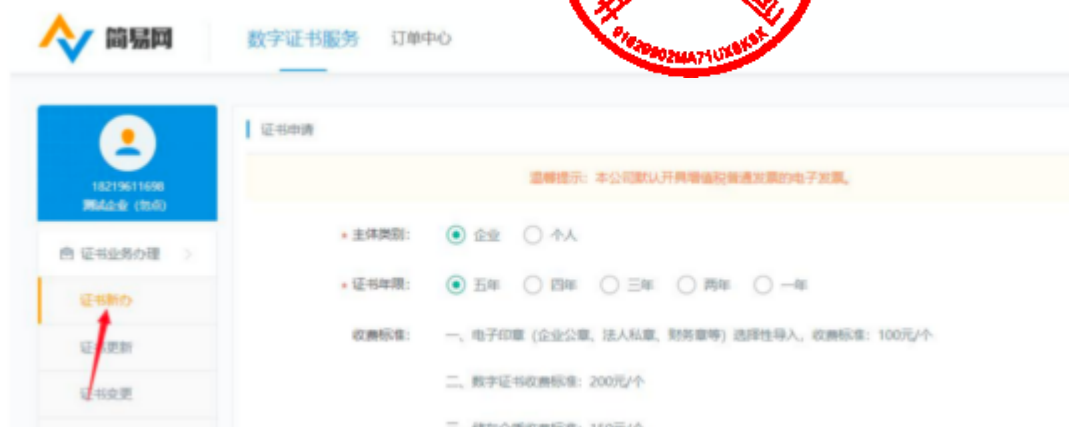 简易网
数字证书服务 订单中心
91620902MA71UX8K8X
证书申请
温馨提示：本公司默认开具增值税普通发票的电子发票。
18219611698
测试企业（勿动）
* 主体类别： 企业 个人
证书业务办理 >
* 证书年限： 五年 四年 三年 两年 一年
证书新办
收费标准： 一、电子印章（企业公章、法人私章、财务章等）选择性导入，收费标准：100元/个
证书更新
二、数字证书收费标准：200元/个
证书变更